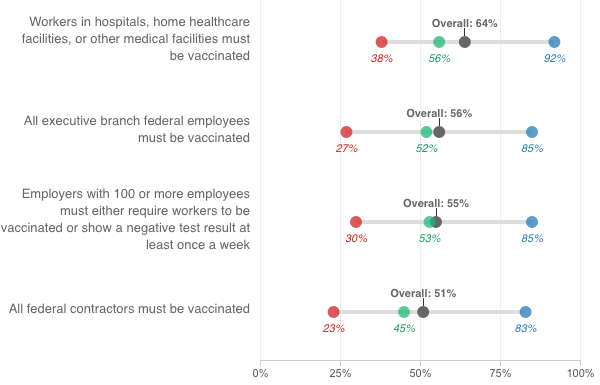 Workers in hospitals, home healthcare
facilities, or other medical facilities must
be vaccinated
Overall: 64%
38%
56%
92%
All executive branch federal employees
must be vaccinated
Overall: 56%
27%
52%
85%
Employers with 100 or more employees
must either require workers to be
vaccinated or show a negative test result at
least once a week
Overall: 55%
30%
53%
85%
All federal contractors must be vaccinated
Overall: 51%
23%
45%
83%
0%
25%
50%
75%
100%